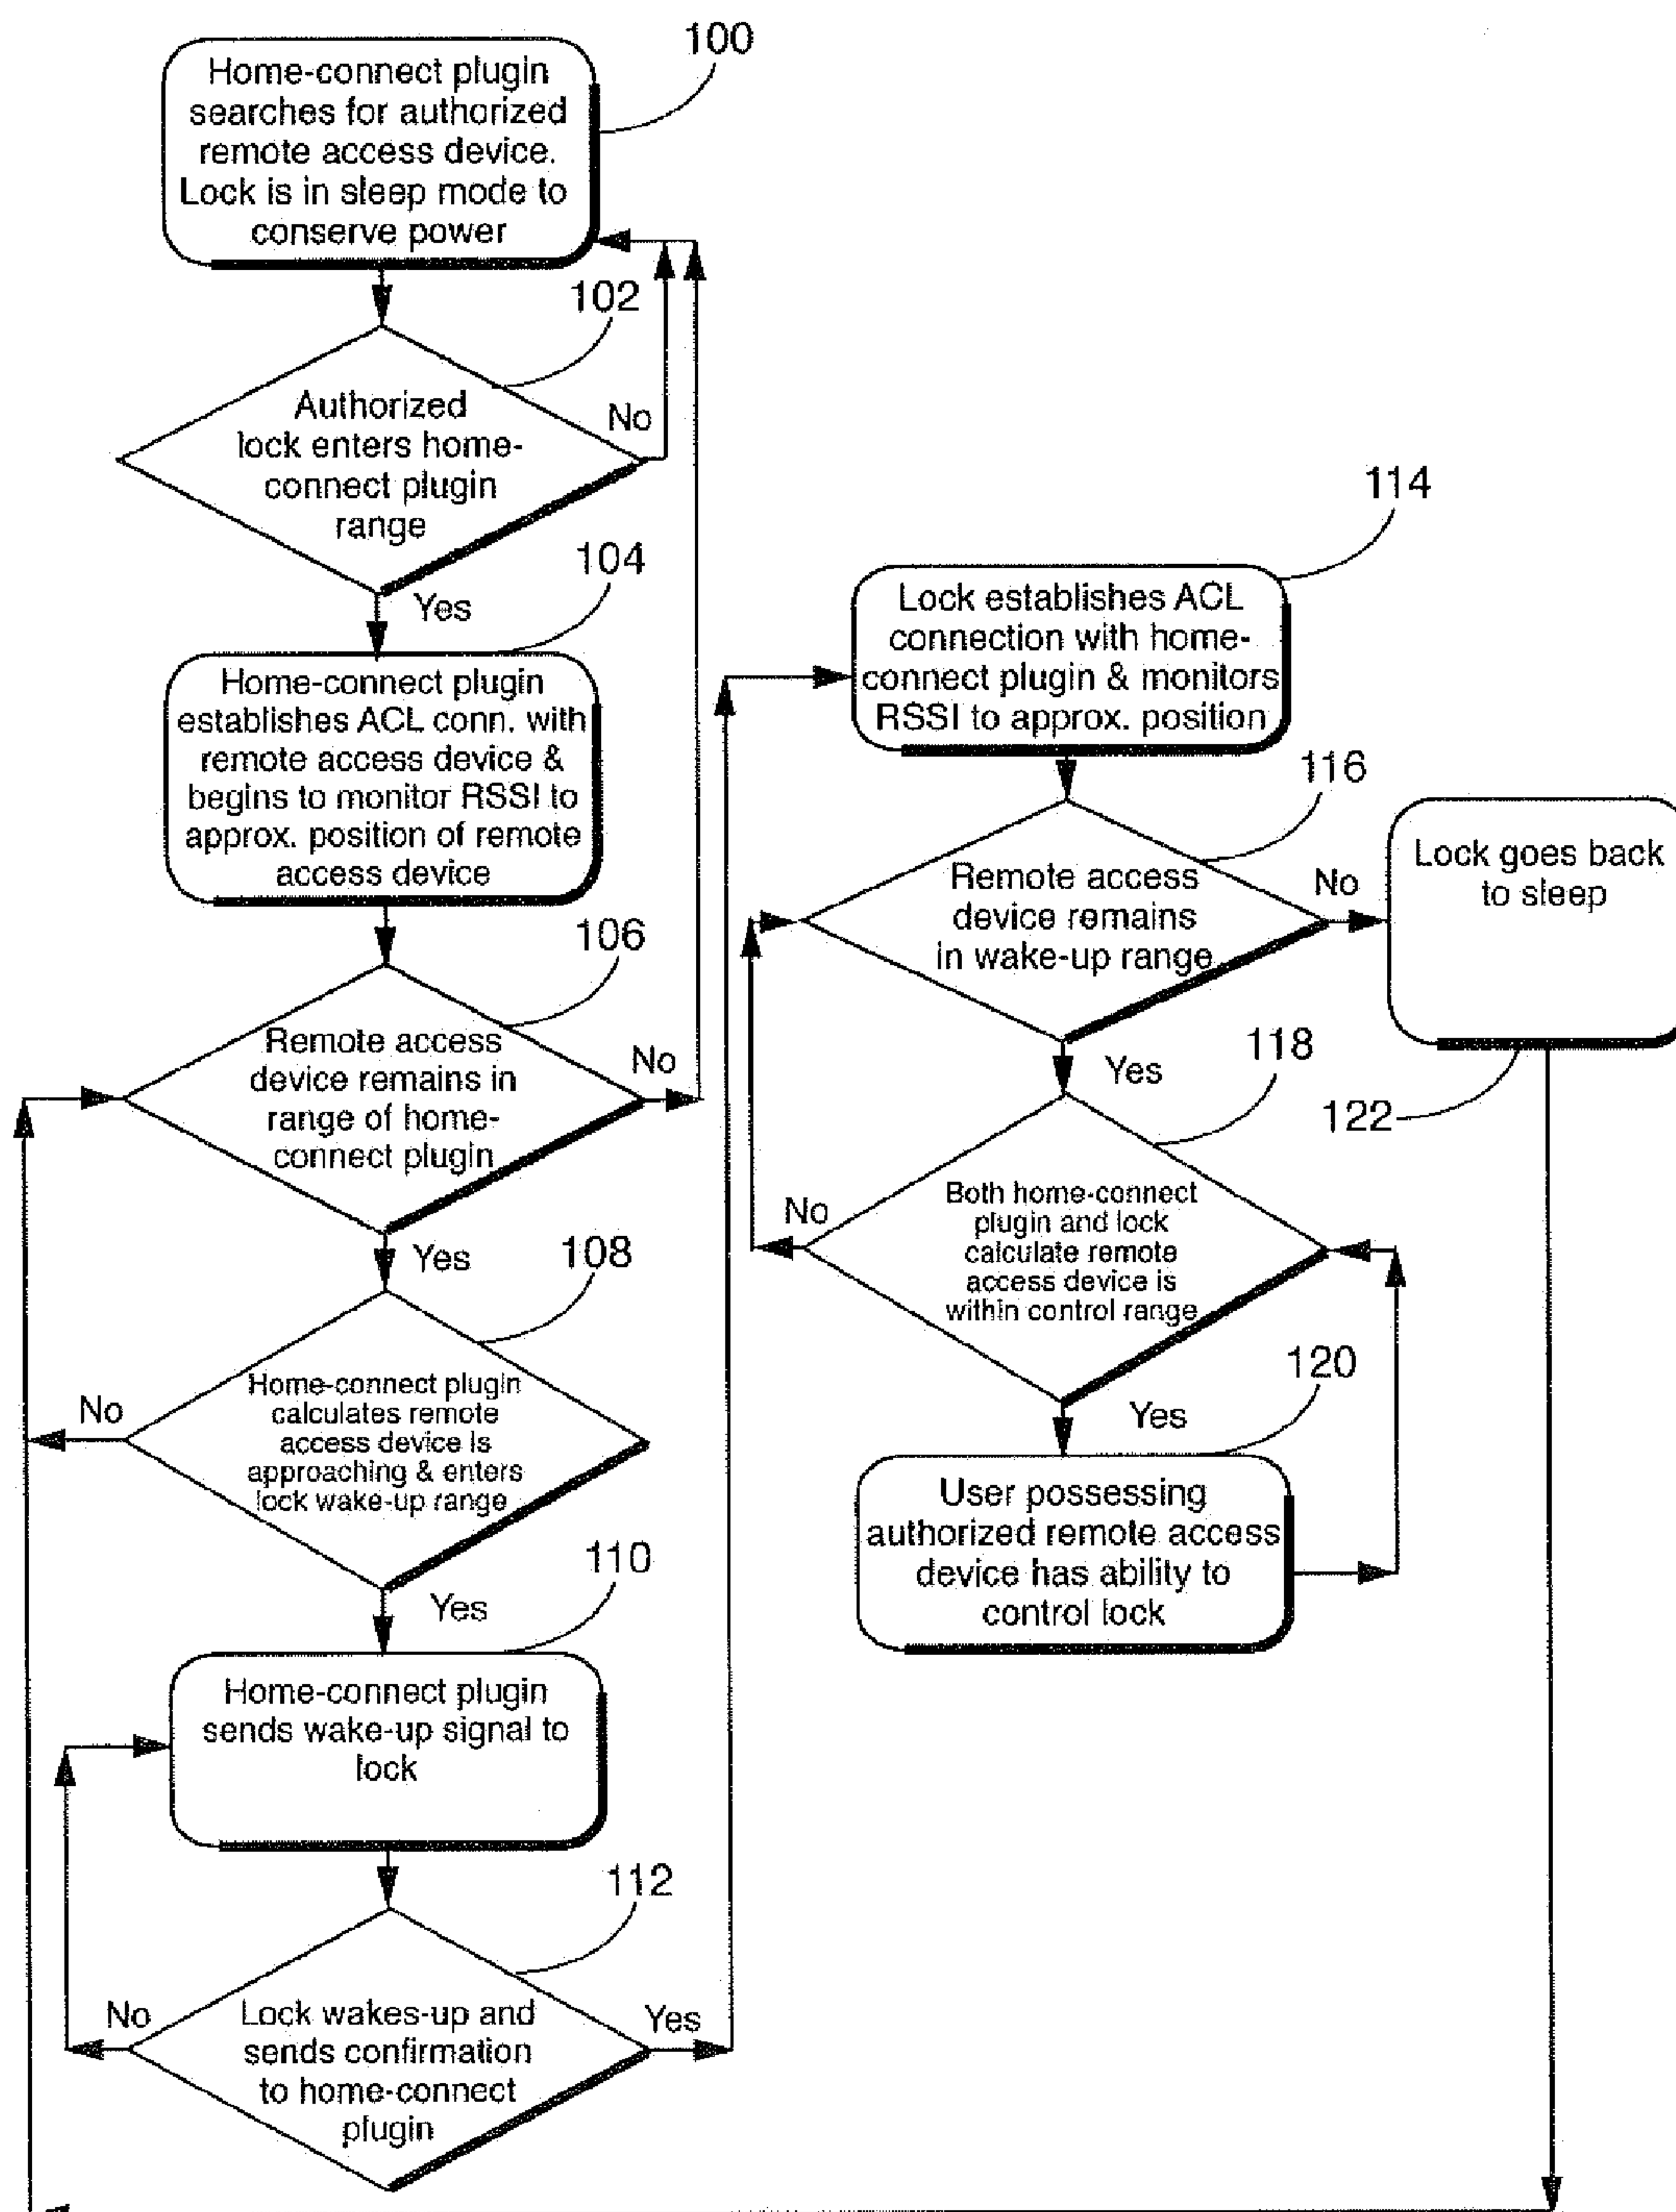 100
Home-connect plugin
searches for authorized
remote access device.
Lock is in sleep mode to
conserve power
102
Authorized
lock enters home-
connect plugin
range
No
Yes
104
Home-connect plugin
establishes ACL conn. with
remote access device &
begins to monitor RSSI to
approx. position of remote
access device
106
Remote access
device remains in
range of home-
connect plugin
No
Yes
108
Home-connect plugin
calculates remote
access device is
approaching & enters
lock wake-up range
No
Yes
110
Home-connect plugin
sends wake-up signal to
lock
112
Lock wakes-up and
sends confirmation
to home-connect
plugin
No
Yes
114
Lock establishes ACL
connection with home-
connect plugin & monitors
RSSI to approx. position
116
Remote access
device remains
in wake-up range
No
Yes
Lock goes back
to sleep
122
118
Both home-connect
plugin and lock
calculate remote
access device is
within control range
No
Yes
120
User possessing
authorized remote access
device has ability to
control lock